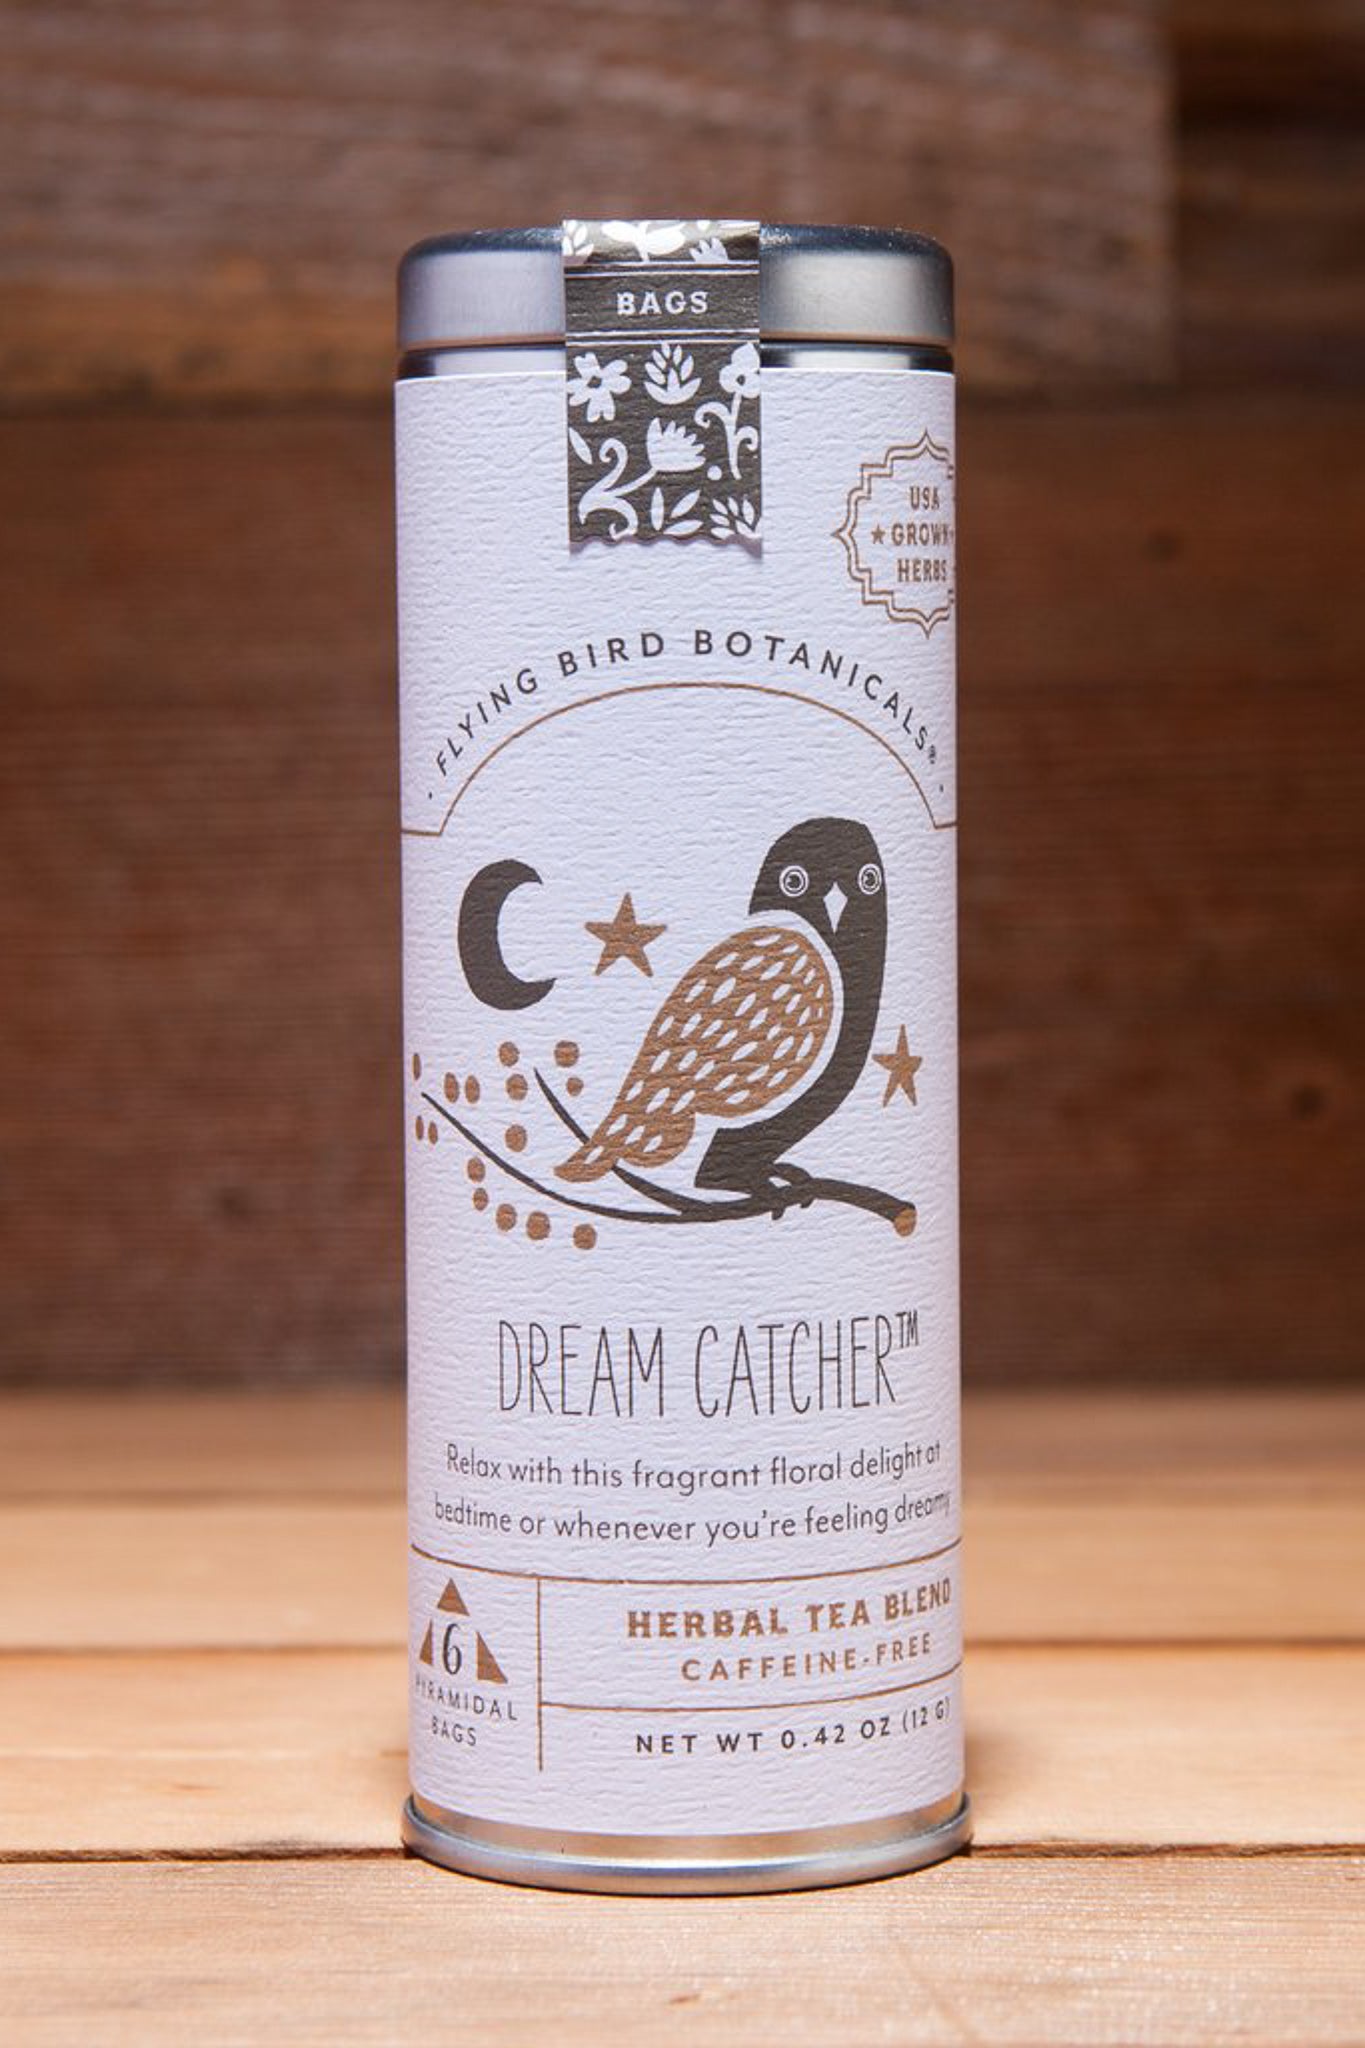 BAGS
USA
GROWN
HERBS
FLYING BIRD BOTANICALS®
DREAM CATCHER™
Relax with this fragrant floral delight at
bedtime or whenever you're feeling dreamy
6
PYRAMIDAL
BAGS
HERBAL TEA BLEND
CAFFEINE-FREE
NET WT 0.42 OZ (12 G)